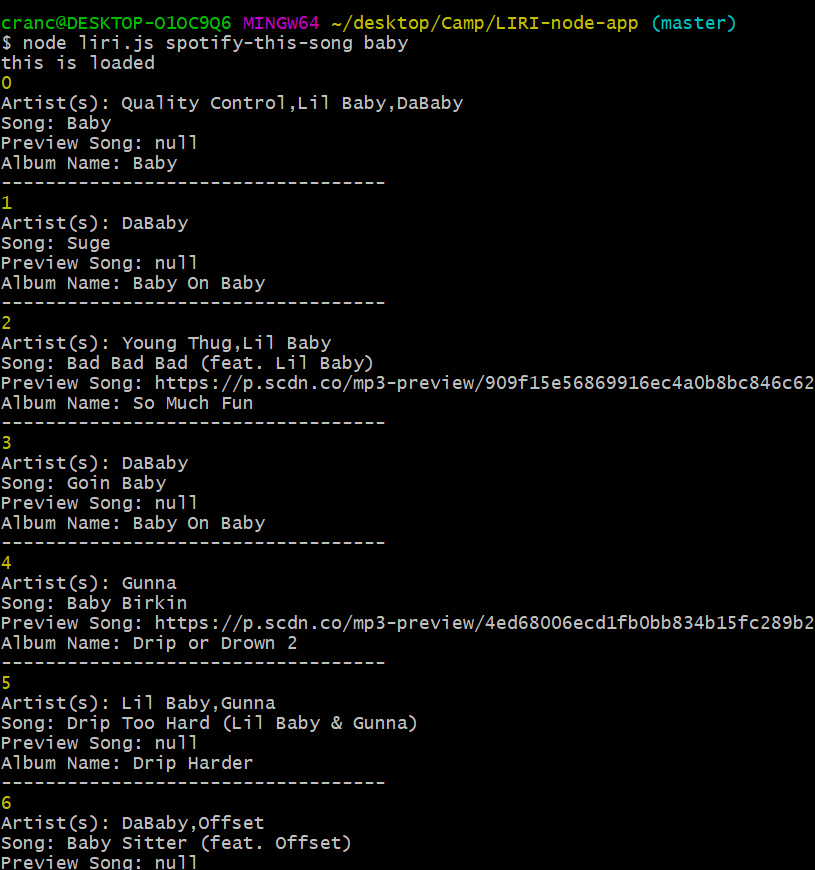 cranc@DESKTOP-O1OC9Q6 MINGW64 ~/desktop/Camp/LIRI-node-app (master)
$ node liri.js spotify-this-song baby
this is loaded
0
Artist(s): Quality Control,Lil Baby,DaBaby
Song: Baby
Preview Song: null
Album Name: Baby
-----------------------------------
1
Artist(s): DaBaby
Song: Suge
Preview Song: null
Album Name: Baby On Baby
-----------------------------------
2
Artist(s): Young Thug,Lil Baby
Song: Bad Bad Bad (feat. Lil Baby)
Preview Song: https://p.scdn.co/mp3-preview/909f15e56869916ec4a0b8bc846c62
Album Name: So Much Fun
-----------------------------------
3
Artist(s): DaBaby
Song: Goin Baby
Preview Song: null
Album Name: Baby On Baby
-----------------------------------
4
Artist(s): Gunna
Song: Baby Birkin
Preview Song: https://p.scdn.co/mp3-preview/4ed68006ecd1fb0bb834b15fc289b2
Album Name: Drip or Drown 2
-----------------------------------
5
Artist(s): Lil Baby,Gunna
Song: Drip Too Hard (Lil Baby & Gunna)
Preview Song: null
Album Name: Drip Harder
-----------------------------------
6
Artist(s): DaBaby,Offset
Song: Baby Sitter (feat. Offset)
Preview Song: null